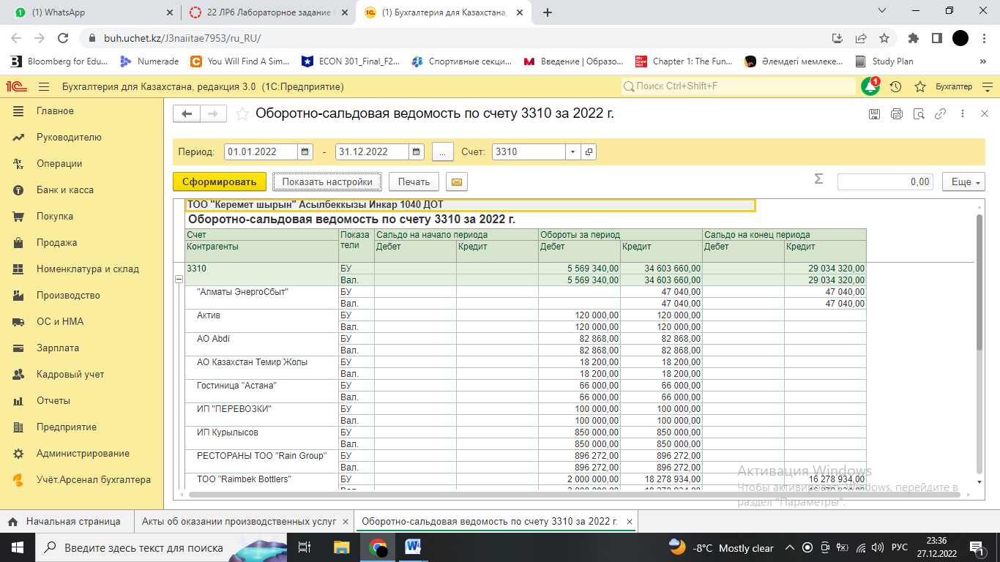 (1) WhatsApp
22 ЛР6 Лабораторное задание
(1) Бухгалтерия для Казахстана,
buh.uchet.kz/J3naiitae7953/ru_RU/
Bloomberg for Edu...
Numerade
You Will Find A Sim...
ECON 301_Final_F2...
Спортивные секци...
Введение | Образо...
Chapter 1: The Fun...
Әлемдегі мемлеке...
Study Plan
Бухгалтерия для Казахстана, редакция 3.0 (1С:Предприятие)
Поиск Ctrl+Shift+F
1
Бухгалтер
Главное
Руководителю
Операции
Банк и касса
Покупка
Продажа
Номенклатура и склад
Производство
ОС и НМА
Зарплата
Кадровый учет
Отчеты
Предприятие
Администрирование
Учёт.Арсенал бухгалтера
Оборотно-сальдовая ведомость по счету 3310 за 2022 г.
Период: 01.01.2022 - 31.12.2022 ... Счет: 3310
Сформировать Показать настройки Печать Σ 0,00 Еще
ТОО "Керемет шырын" Асылбеккызы Инкар 1040 ДОТ
Оборотно-сальдовая ведомость по счету 3310 за 2022 г.
Счет Показатели Сальдо на начало периода Обороты за период Сальдо на конец периода
Контрагенты Дебет Кредит Дебет Кредит Дебет Кредит
3310 БУ 5 569 340,00 34 603 660,00 29 034 320,00
Вал. 5 569 340,00 34 603 660,00 29 034 320,00
"Алматы ЭнергоСбыт" БУ 47 040,00 47 040,00
Вал. 47 040,00 47 040,00
Актив БУ 120 000,00 120 000,00
Вал. 120 000,00 120 000,00
АО Abdi БУ 82 868,00 82 868,00
Вал. 82 868,00 82 868,00
АО Казахстан Темир Жолы БУ 18 200,00 18 200,00
Вал. 18 200,00 18 200,00
Гостиница "Астана" БУ 66 000,00 66 000,00
Вал. 66 000,00 66 000,00
ИП "ПЕРЕВОЗКИ" БУ 100 000,00 100 000,00
Вал. 100 000,00 100 000,00
ИП Курылысов БУ 850 000,00 850 000,00
Вал. 850 000,00 850 000,00
РЕСТОРАНЫ ТОО "Rain Group" БУ 896 272,00 896 272,00
Вал. 896 272,00 896 272,00
ТОО "Raimbek Bottlers" БУ 2 000 000,00 18 278 934,00 16 278 934,00
Активация Windows
Чтобы активировать Windows, перейдите в
раздел "Параметры".
Начальная страница
Акты об оказании производственных услуг
Оборотно-сальдовая ведомость по счету 3310 за 2022 г.
Введите здесь текст для поиска
-8°C Mostly clear
РУС
23:36
27.12.2022
1